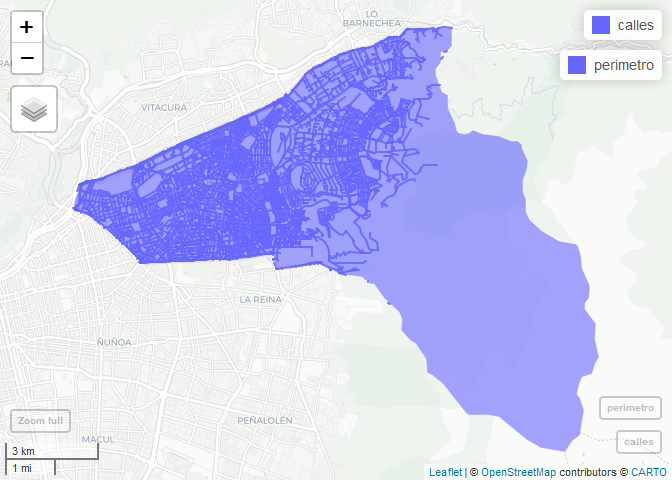 +
−
LO
BARNECHEA
calles
perimetro
VITACURA
LA REINA
ÑUÑOA
PEÑALOLÉN
MACUL
Zoom full
perimetro
calles
3 km
1 mi
Leaflet | © OpenStreetMap contributors © CARTO